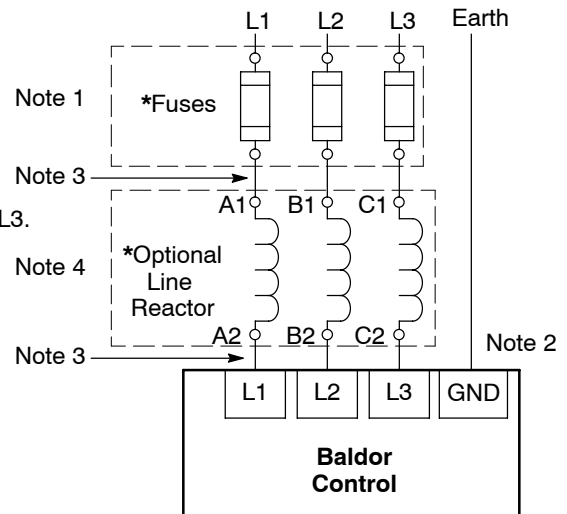 L1 L2 L3 Earth
Note 1
*Fuses
Note 3
A1 B1 C1
L3.
Note 4
*Optional
Line
Reactor
A2 B2 C2
Note 3
Note 2
L1 L2 L3 GND
Baldor
Control